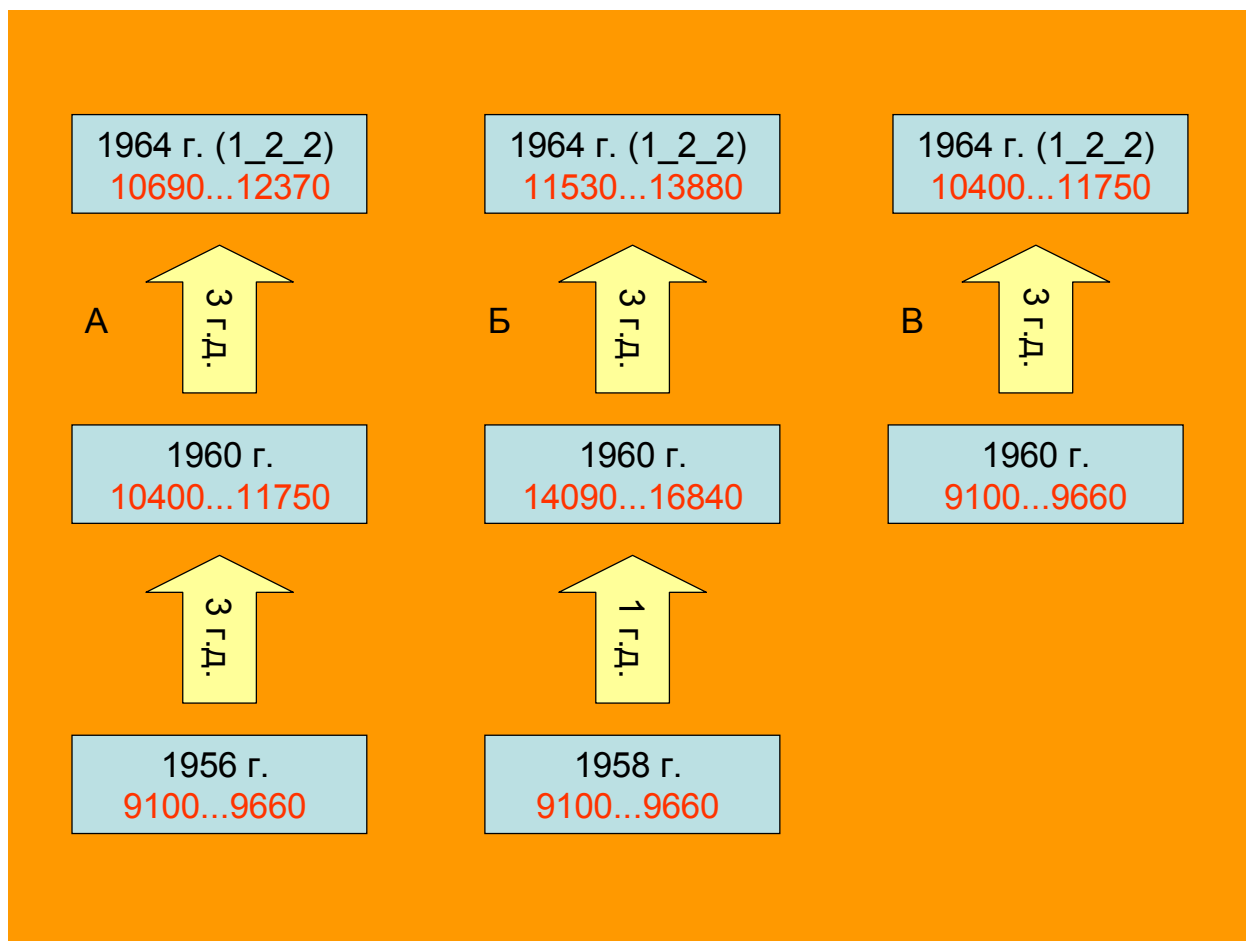 1964 г. (1_2_2)
10690...12370
1964 г. (1_2_2)
11530...13880
1964 г. (1_2_2)
10400...11750
А
3 г.д.
Б
3 г.д.
В
3 г.д.
1960 г.
10400...11750
1960 г.
14090...16840
1960 г.
9100...9660
3 г.д.
1 г.д.
1956 г.
9100...9660
1958 г.
9100...9660